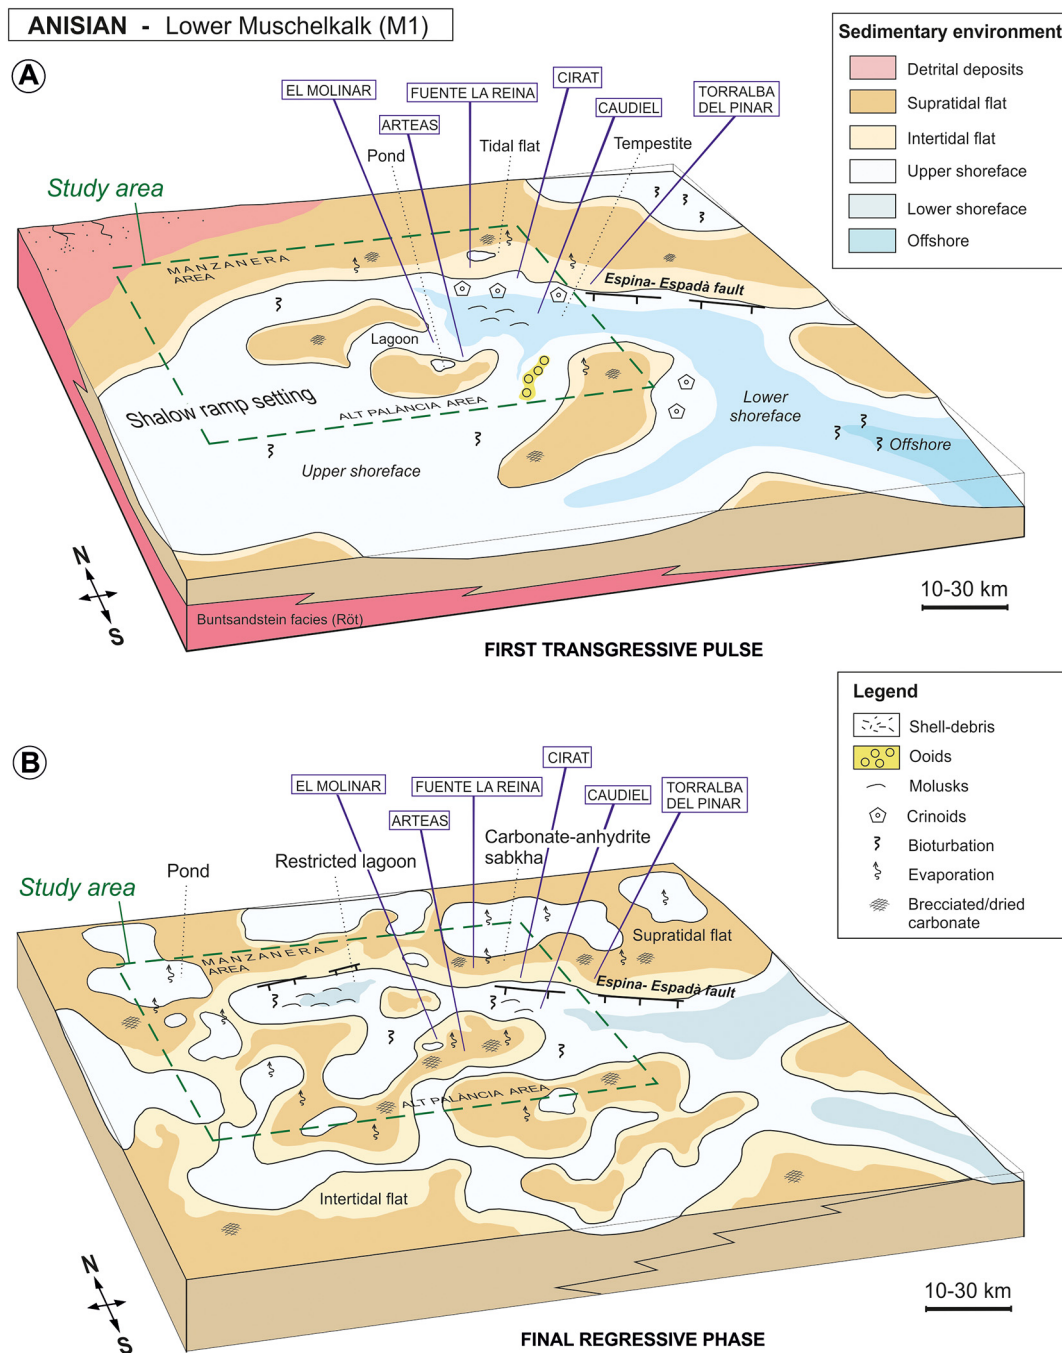 ANISIAN - Lower Muschelkalk (M1)
Sedimentary environment
Detrital deposits
Supratidal flat
Intertidal flat
Upper shoreface
Lower shoreface
Offshore
A
EL MOLINAR
FUENTE LA REINA
CIRAT
TORRALBA
DEL PINAR
ARTEAS
CAUDIEL
Pond
Tidal flat
Tempestite
Study area
MANZANERA
AREA
Espina- Espadà fault
Lagoon
Shalow ramp setting
ALT PALÀNCIA AREA
Lower
shoreface
Upper shoreface
Offshore
N
S
Buntsandstein facies (Röt)
10-30 km
FIRST TRANSGRESSIVE PULSE
Legend
Shell-debris
Ooids
Molusks
Crinoids
Bioturbation
Evaporation
Brecciated/dried
carbonate
B
EL MOLINAR
FUENTE LA REINA
CIRAT
TORRALBA
DEL PINAR
ARTEAS
CAUDIEL
Study area
Pond
Restricted lagoon
Carbonate-anhydrite
sabkha
Supratidal flat
MANZANERA
AREA
Espina- Espadà fault
ALT PALÀNCIA AREA
Intertidal flat
N
S
10-30 km
FINAL REGRESSIVE PHASE